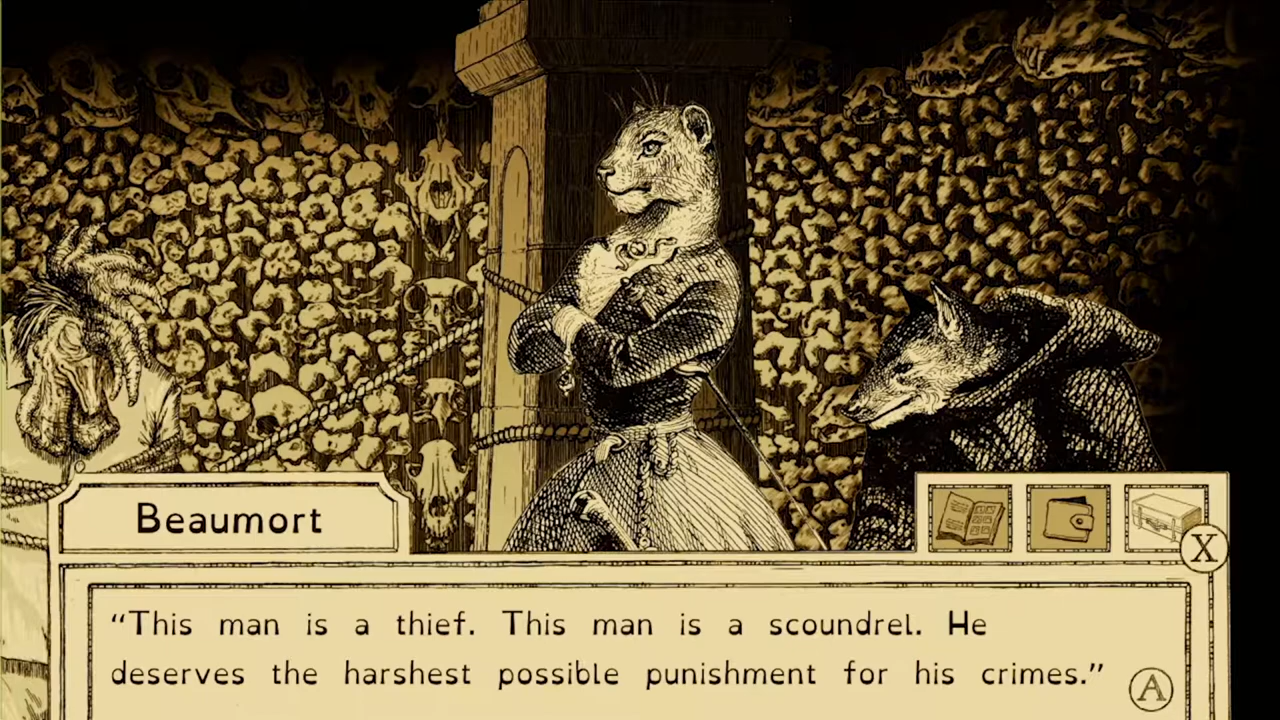 Beaumort
X
“This man is a thief. This man is a scoundrel. He
deserves the harshest possible punishment for his crimes.”
A